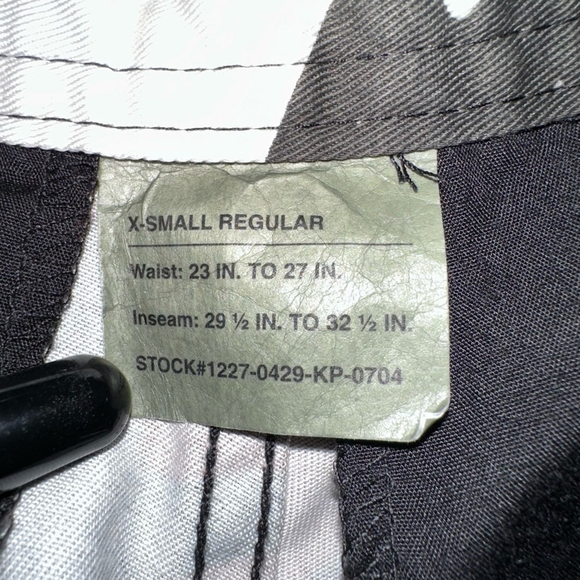 X-SMALL REGULAR
Waist: 23 IN. TO 27 IN.
Inseam: 29 ½ IN. TO 32 ½ IN.
STOCK#1227-0429-KP-0704